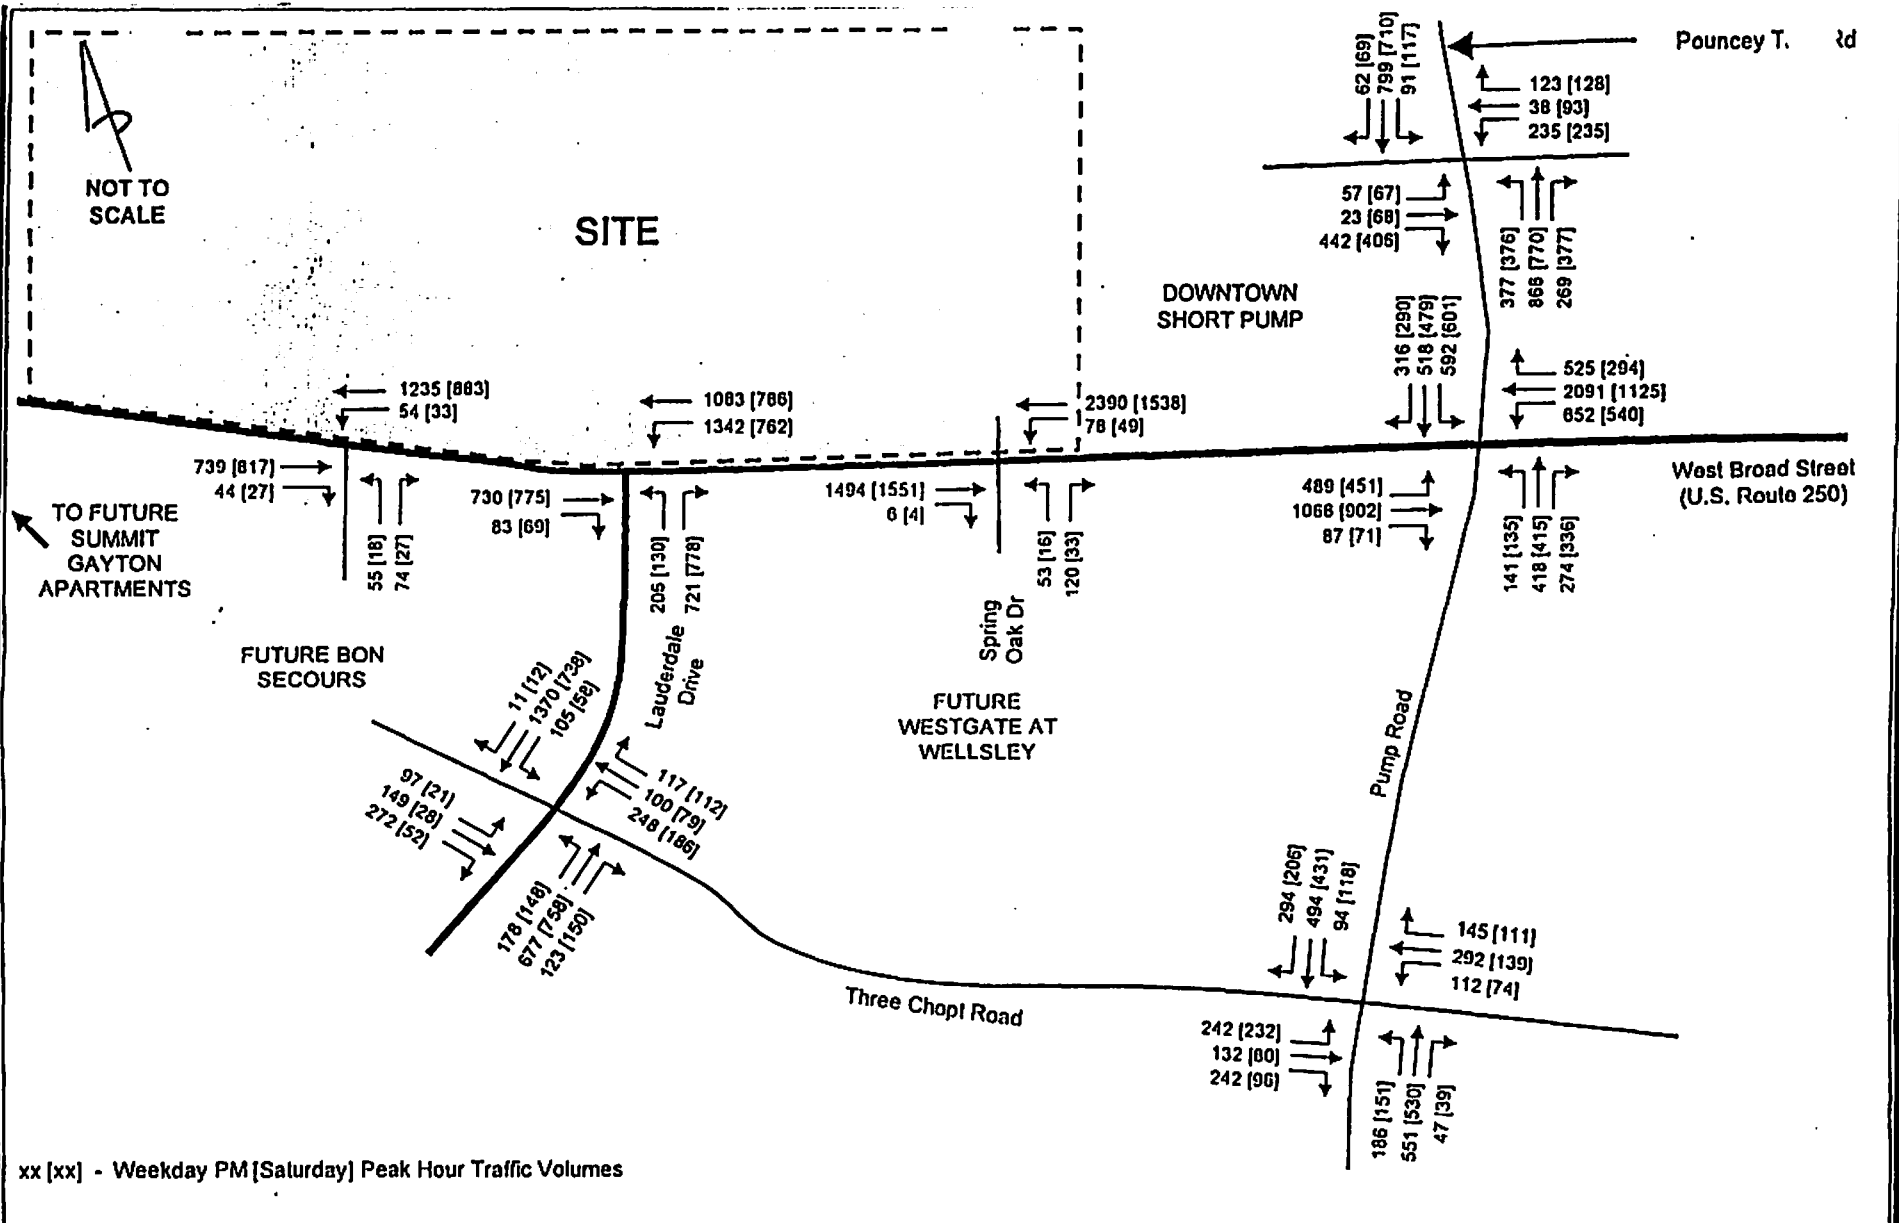 Pouncey T.
62 [69]
799 [710]
91 [117]
123 [128]
38 [93]
235 [235]
NOT TO
SCALE
SITE
57 [67]
23 [68]
442 [406]
377 [376]
866 [770]
269 [377]
DOWNTOWN
SHORT PUMP
316 [290]
518 [479]
592 [601]
525 [294]
2091 [1125]
652 [540]
1235 [883]
54 [33]
1083 [786]
1342 [762]
2390 [1538]
78 [49]
739 [817]
44 [27]
55 [18]
74 [27]
730 [775]
83 [69]
205 [130]
721 [778]
1494 [1551]
6 [4]
53 [16]
120 [33]
489 [451]
1066 [902]
87 [71]
141 [135]
418 [415]
274 [336]
West Broad Street
(U.S. Route 250)
TO FUTURE
SUMMIT
GAYTON
APARTMENTS
FUTURE BON
SECOURS
Lauderdale
Drive
Spring
Oak Dr
FUTURE
WESTGATE AT
WELLSLEY
Pump Road
11 [12]
1370 [738]
105 [58]
97 [21]
149 [28]
272 [52]
117 [112]
100 [79]
248 [186]
178 [148]
677 [758]
123 [150]
Three Chopt Road
294 [206]
494 [431]
94 [118]
145 [111]
292 [139]
112 [74]
242 [232]
132 [80]
242 [96]
186 [151]
551 [530]
47 [39]
xx [xx] - Weekday PM [Saturday] Peak Hour Traffic Volumes